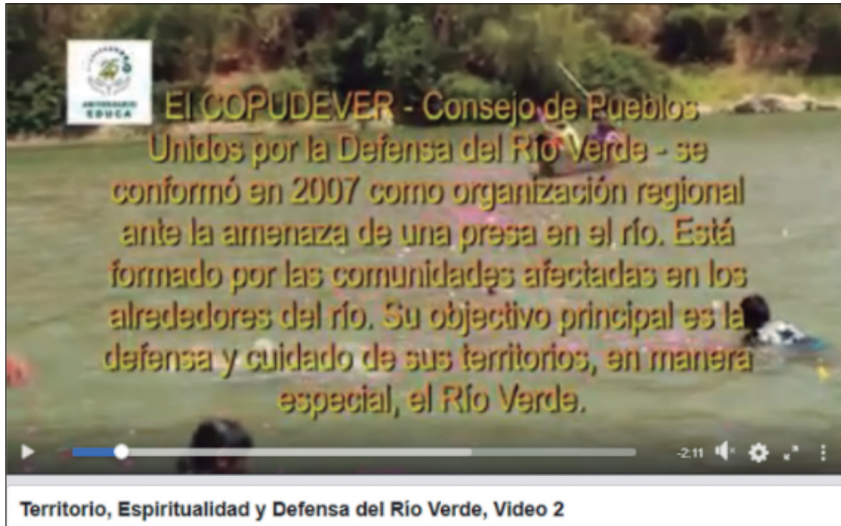 ANIVERSARIO
EDUCA
El COPUDEVER - Consejo de Pueblos
Unidos por la Defensa del Río Verde - se
conformó en 2007 como organización regional
ante la amenaza de una presa en el río. Está
formado por las comunidades afectadas en los
alrededores del río. Su objectivo principal es la
defensa y cuidado de sus territorios, en manera
especial, el Río Verde.
-2:11
Territorio, Espiritualidad y Defensa del Río Verde, Video 2